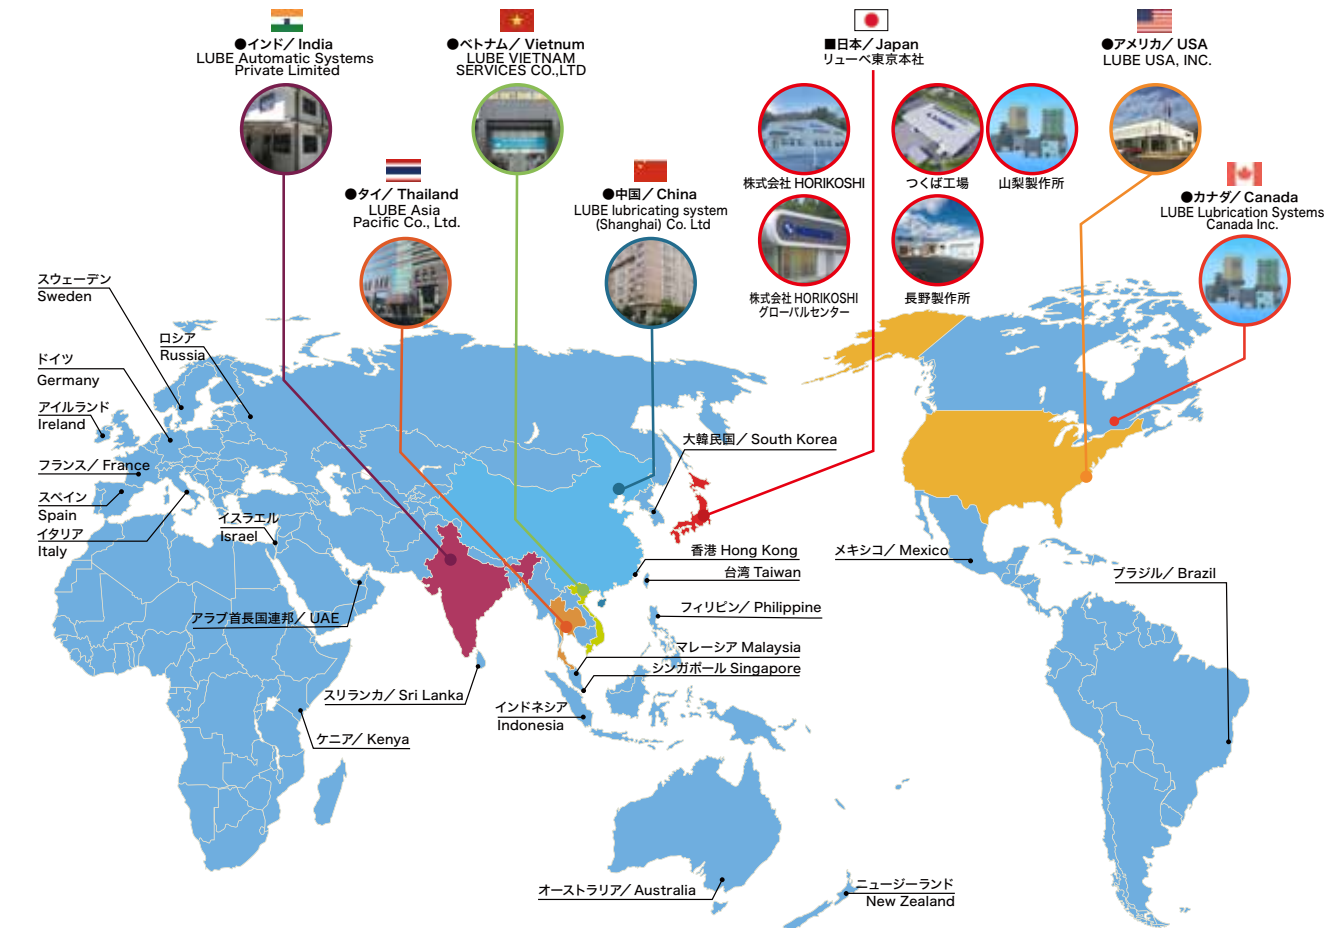 ●インド／India
LUBE Automatic Systems
Private Limited
●ベトナム／Vietnum
LUBE VIETNAM
SERVICES CO.,LTD
■日本／Japan
リューベ東京本社
●アメリカ／USA
LUBE USA, INC.
●タイ／Thailand
LUBE Asia
Pacific Co., Ltd.
●中国／China
LUBE lubricating system
(Shanghai) Co. Ltd
株式会社 HORIKOSHI
つくば工場
山梨製作所
●カナダ／Canada
LUBE Lubrication Systems
Canada Inc.
株式会社 HORIKOSHI
グローバルセンター
長野製作所
スウェーデン
Sweden
ロシア
Russia
ドイツ
Germany
アイルランド
Ireland
フランス／France
スペイン
Spain
イタリア
Italy
イスラエル
Israel
アラブ首長国連邦／UAE
スリランカ／Sri Lanka
ケニア／Kenya
大韓民国／South Korea
香港 Hong Kong
台湾 Taiwan
フィリピン／Philippine
マレーシア Malaysia
シンガポール Singapore
インドネシア
Indonesia
メキシコ／Mexico
ブラジル／Brazil
オーストラリア／Australia
ニュージーランド
New Zealand